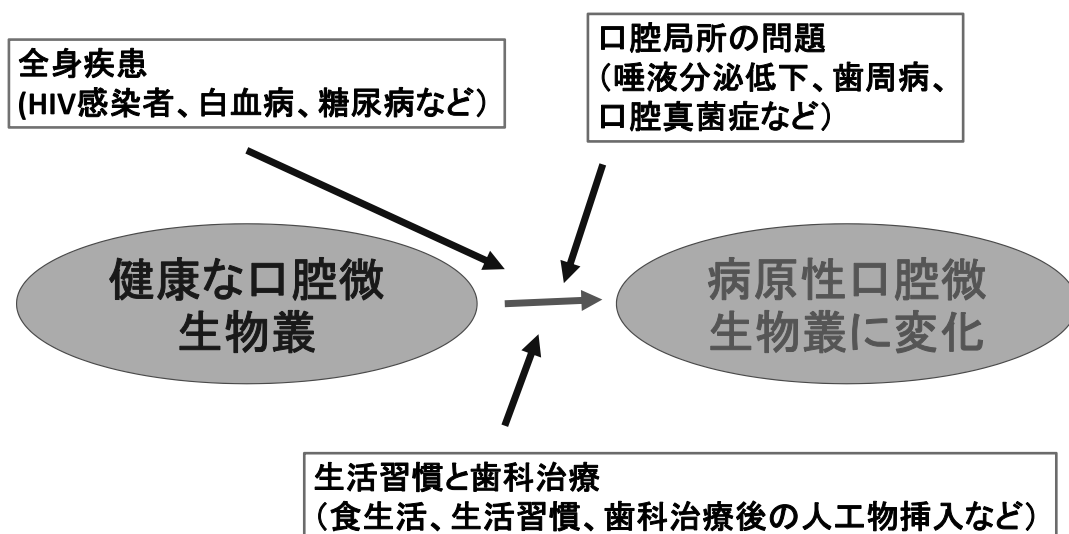 全身疾患
(HIV感染者、白血病、糖尿病など）
口腔局所の問題
（唾液分泌低下、歯周病、
口腔真菌症など）
健康な口腔微
生物叢
病原性口腔微
生物叢に変化
生活習慣と歯科治療
（食生活、生活習慣、歯科治療後の人工物挿入など）